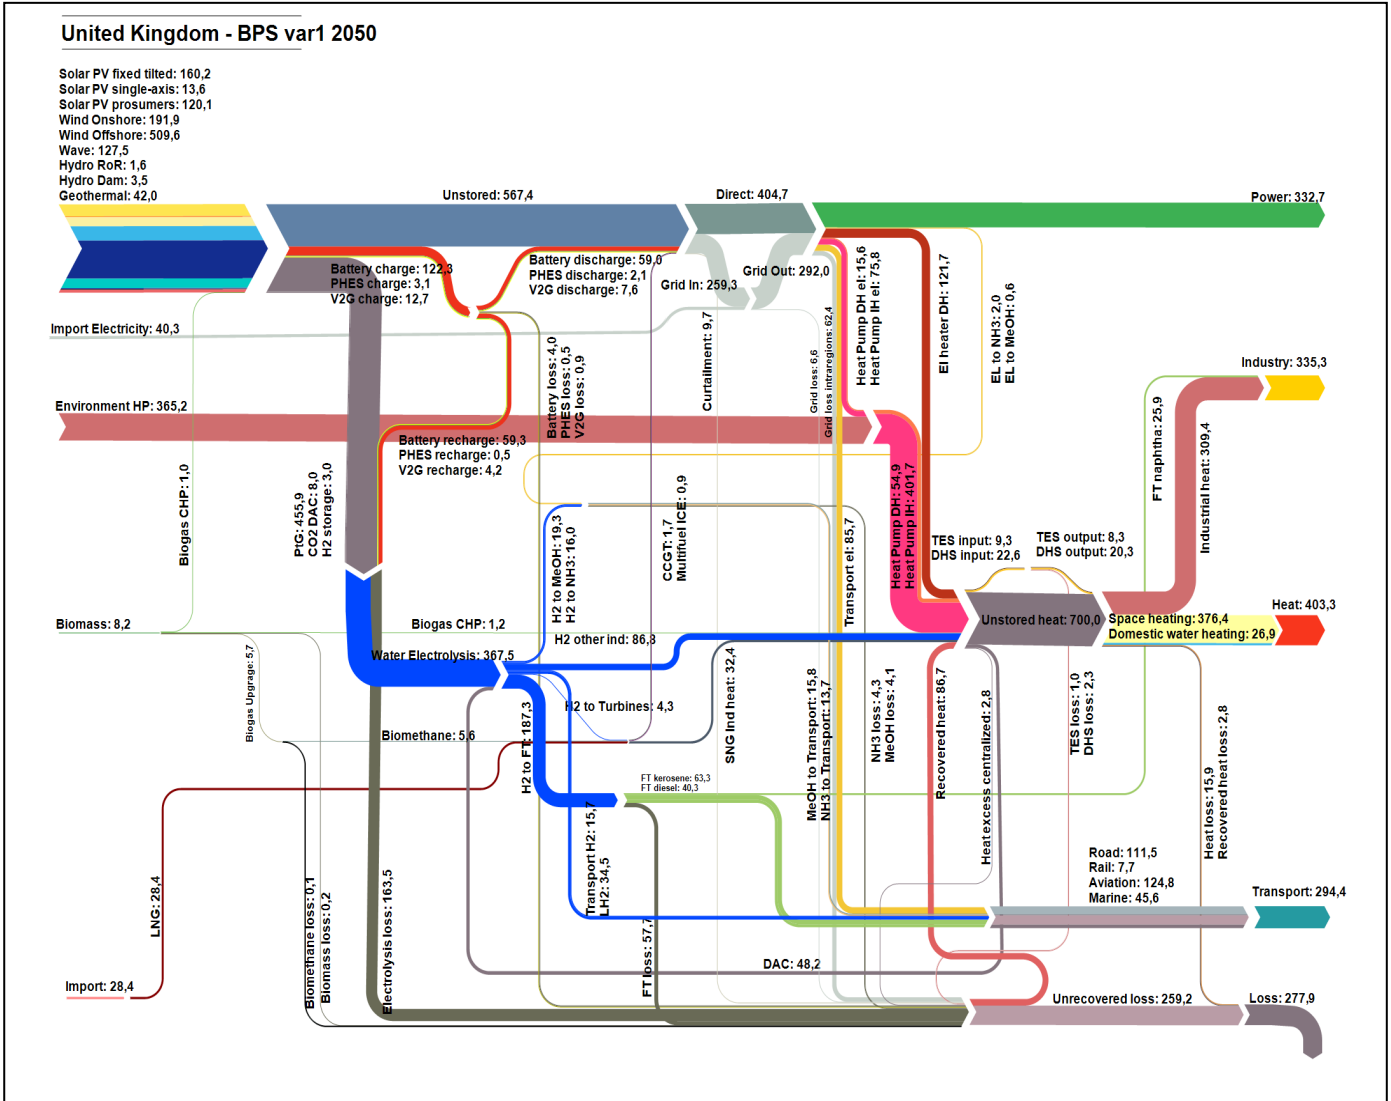 United Kingdom - BPS var1 2050
Solar PV fixed tilted: 160,2
Solar PV single-axis: 13,6
Solar PV prosumers: 120,1
Wind Onshore: 191,9
Wind Offshore: 509,6
Wave: 127,5
Hydro RoR: 1,6
Hydro Dam: 3,5
Geothermal: 42,0
Unstored: 567,4
Direct: 404,7
Power: 332,7
Battery charge: 122,3
PHES charge: 3,1
V2G charge: 12,7
Battery discharge: 59,0
PHES discharge: 2,1
V2G discharge: 7,6
Grid In: 259,3
Grid Out: 292,0
Import Electricity: 40,3
Battery loss: 4,0
PHES loss: 0,5
V2G loss: 0,9
Curtailment: 9,7
Grid loss: 6,6
Grid loss intraregions: 62,4
Heat Pump DH el: 15,6
Heat Pump IH el: 75,8
El heater DH: 121,7
EL to NH3: 2,0
EL to MeOH: 0,6
Industry: 335,3
Environment HP: 365,2
Battery recharge: 59,3
PHES recharge: 0,5
V2G recharge: 4,2
Biogas CHP: 1,0
PtG: 455,9
CO2 DAC: 8,0
H2 storage: 3,0
H2 to MeOH: 19,3
H2 to NH3: 16,0
CCGT: 1,7
Multifuel ICE: 0,9
Transport el: 85,7
Heat Pump DH: 54,9
Heat Pump IH: 401,7
TES input: 9,3
DHS input: 22,6
TES output: 8,3
DHS output: 20,3
FT naphtha: 25,9
Industrial heat: 309,4
Biomass: 8,2
Biogas CHP: 1,2
H2 other ind: 86,3
Unstored heat: 700,0
Space heating: 376,4
Domestic water heating: 26,9
Heat: 403,3
Water Electrolysis: 367,5
Biogas Upgrage: 5,7
Biomethane: 5,6
H2 to FT: 187,3
H2 to Turbines: 4,3
SNG Ind heat: 32,4
MeOH to Transport: 15,8
NH3 to Transport: 13,7
NH3 loss: 4,3
MeOH loss: 4,1
Recovered heat: 86,7
Heat excess centralized: 2,8
TES loss: 1,0
DHS loss: 2,3
Heat loss: 15,9
Recovered heat loss: 2,8
FT kerosene: 63,3
FT diesel: 40,3
Transport H2: 15,7
LH2: 34,5
Road: 111,5
Rail: 7,7
Aviation: 124,8
Marine: 45,6
Transport: 294,4
LNG: 28,4
Biomethane loss: 0,1
Biomass loss: 0,2
Electrolysis loss: 163,5
FT loss: 57,7
DAC: 48,2
Import: 28,4
Unrecovered loss: 259,2
Loss: 277,9